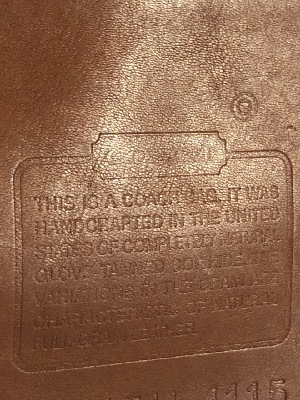 THIS IS A COACH BAG. IT WAS
HANDCRAFTED IN THE UNITED
STATES OF COMPLETELY NATURAL
GLOVE-TANNED COWHIDE. THE
VARIATIONS IN THE GRAIN ARE
CHARACTERISTIC OF NATURAL
FULL GRAIN LEATHER.
4115